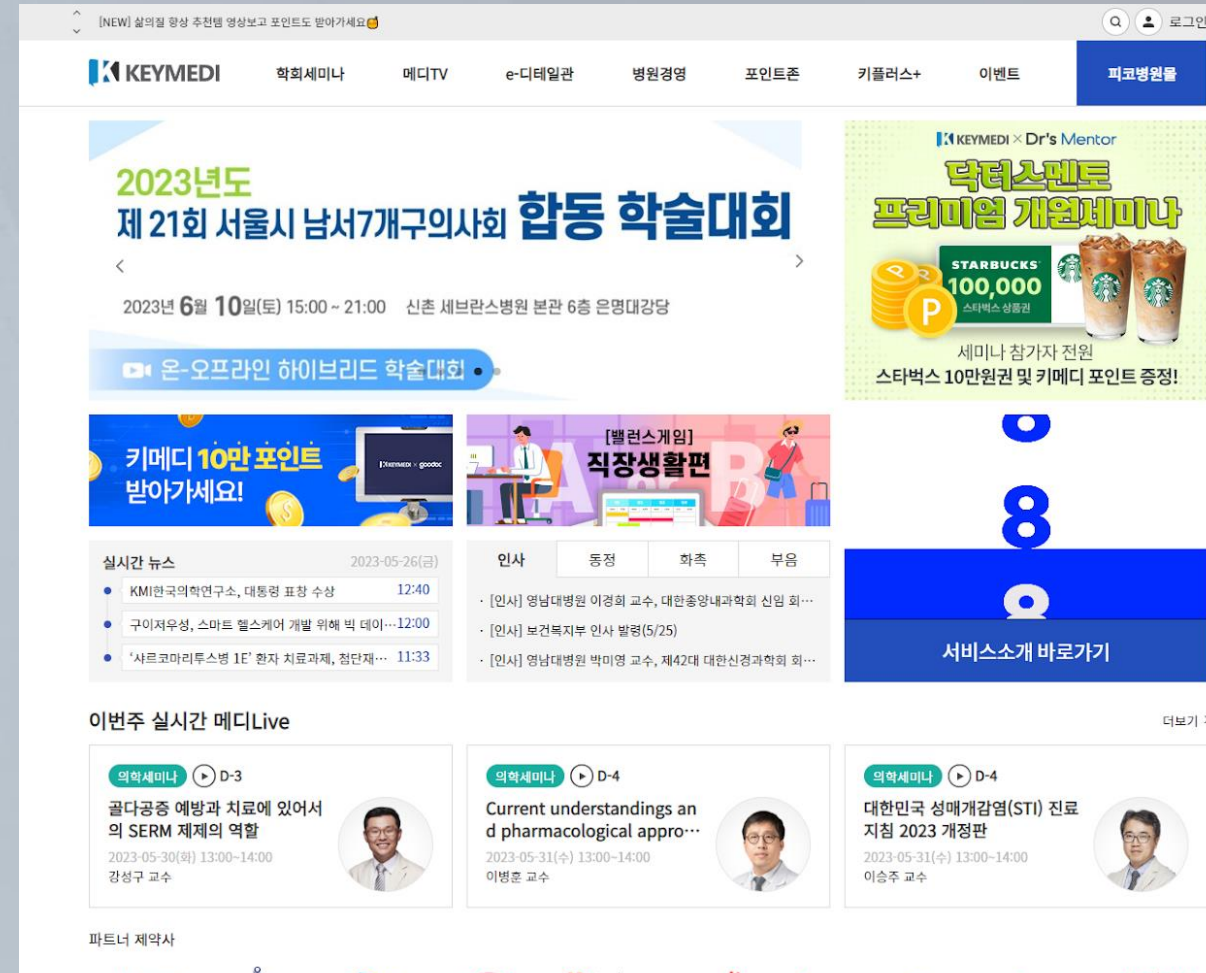 [NEW] 삶의질 향상 추천템 영상보고 포인트도 받아가세요
로그인
KEYMEDI
학회세미나
메디TV
e-디테일관
병원경영
포인트존
키플러스+
이벤트
피코병원몰
2023년도
제 21회 서울시 남서7개구의사회 합동 학술대회
2023년 6월 10일(토) 15:00 ~ 21:00 신촌 세브란스병원 본관 6층 은명대강당
온-오프라인 하이브리드 학술대회
KEYMEDI × Dr's Mentor
닥터스멘토
프리미엄 개원세미나
STARBUCKS
100,000
스타벅스 상품권
P
세미나 참가자 전원
스타벅스 10만원권 및 키메디 포인트 증정!
키메디 10만 포인트
받아가세요!
KEYMEDI × goodoc
[밸런스게임]
직장생활편
A or B
8
서비스소개 바로가기
실시간 뉴스 2023-05-26(금)
KMI한국의학연구소, 대통령 표창 수상 12:40
구이저우성, 스마트 헬스케어 개발 위해 빅 데이… 12:00
‘샤르코마리투스병 1E’ 환자 치료과제, 첨단재… 11:33
인사
동정
화촉
부음
· [인사] 영남대병원 이경희 교수, 대한종양내과학회 신임 회…
· [인사] 보건복지부 인사 발령(5/25)
· [인사] 영남대병원 박미영 교수, 제42대 대한신경과학회 회…
이번주 실시간 메디Live
더보기
의학세미나 D-3
골다공증 예방과 치료에 있어서
의 SERM 제제의 역할
2023-05-30(화) 13:00~14:00
강성구 교수
의학세미나 D-4
Current understandings an
d pharmacological appro…
2023-05-31(수) 13:00~14:00
이병훈 교수
의학세미나 D-4
대한민국 성매개감염(STI) 진료
지침 2023 개정판
2023-05-31(수) 13:00~14:00
이승주 교수
파트너 제약사